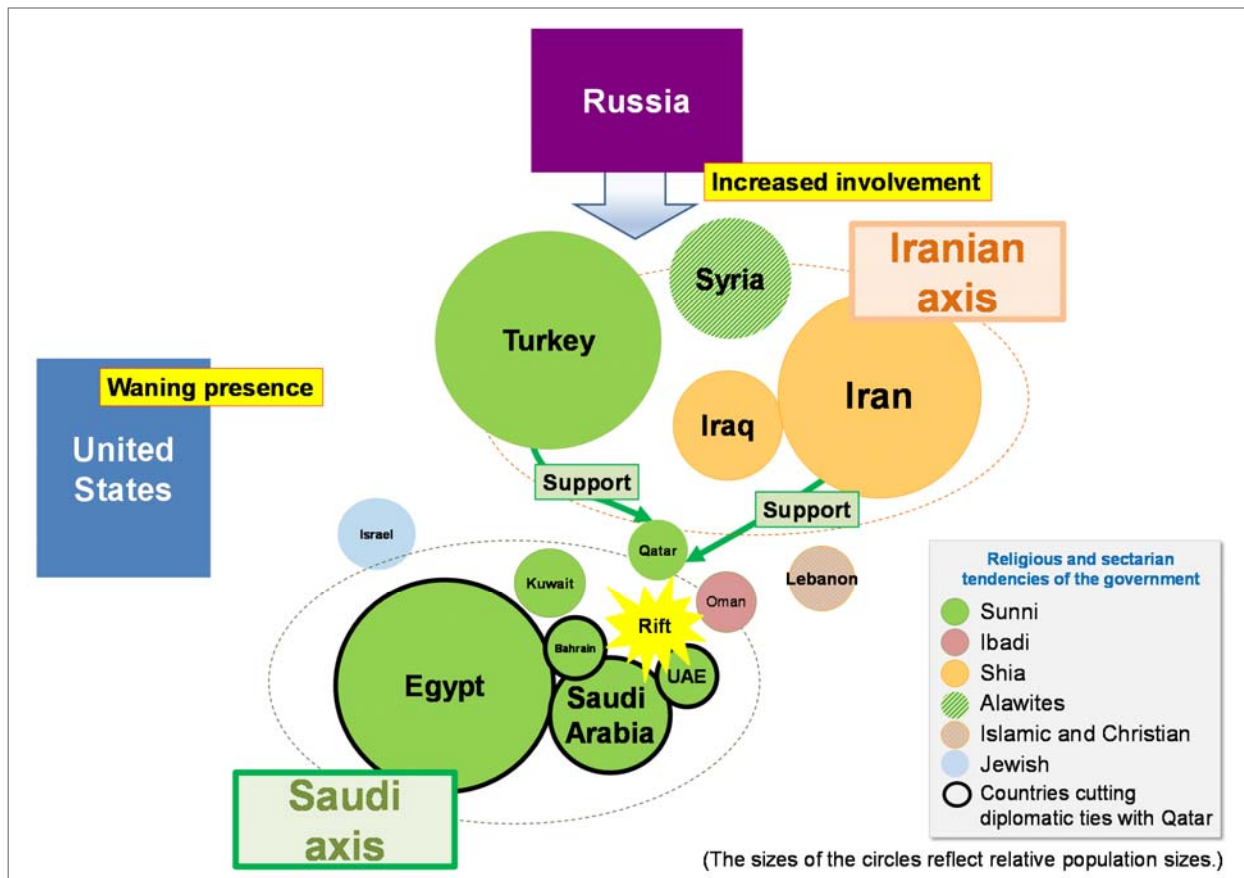 Russia
Increased involvement
Iranian
axis
Syria
Turkey
Waning presence
Iran
Iraq
United
States
Support
Support
Israel
Qatar
Kuwait
Lebanon
Oman
Rift
Bahrain
UAE
Egypt
Saudi
Arabia
Saudi
axis
Religious and sectarian
tendencies of the government
Sunni
Ibadi
Shia
Alawites
Islamic and Christian
Jewish
Countries cutting
diplomatic ties with Qatar
(The sizes of the circles reflect relative population sizes.)